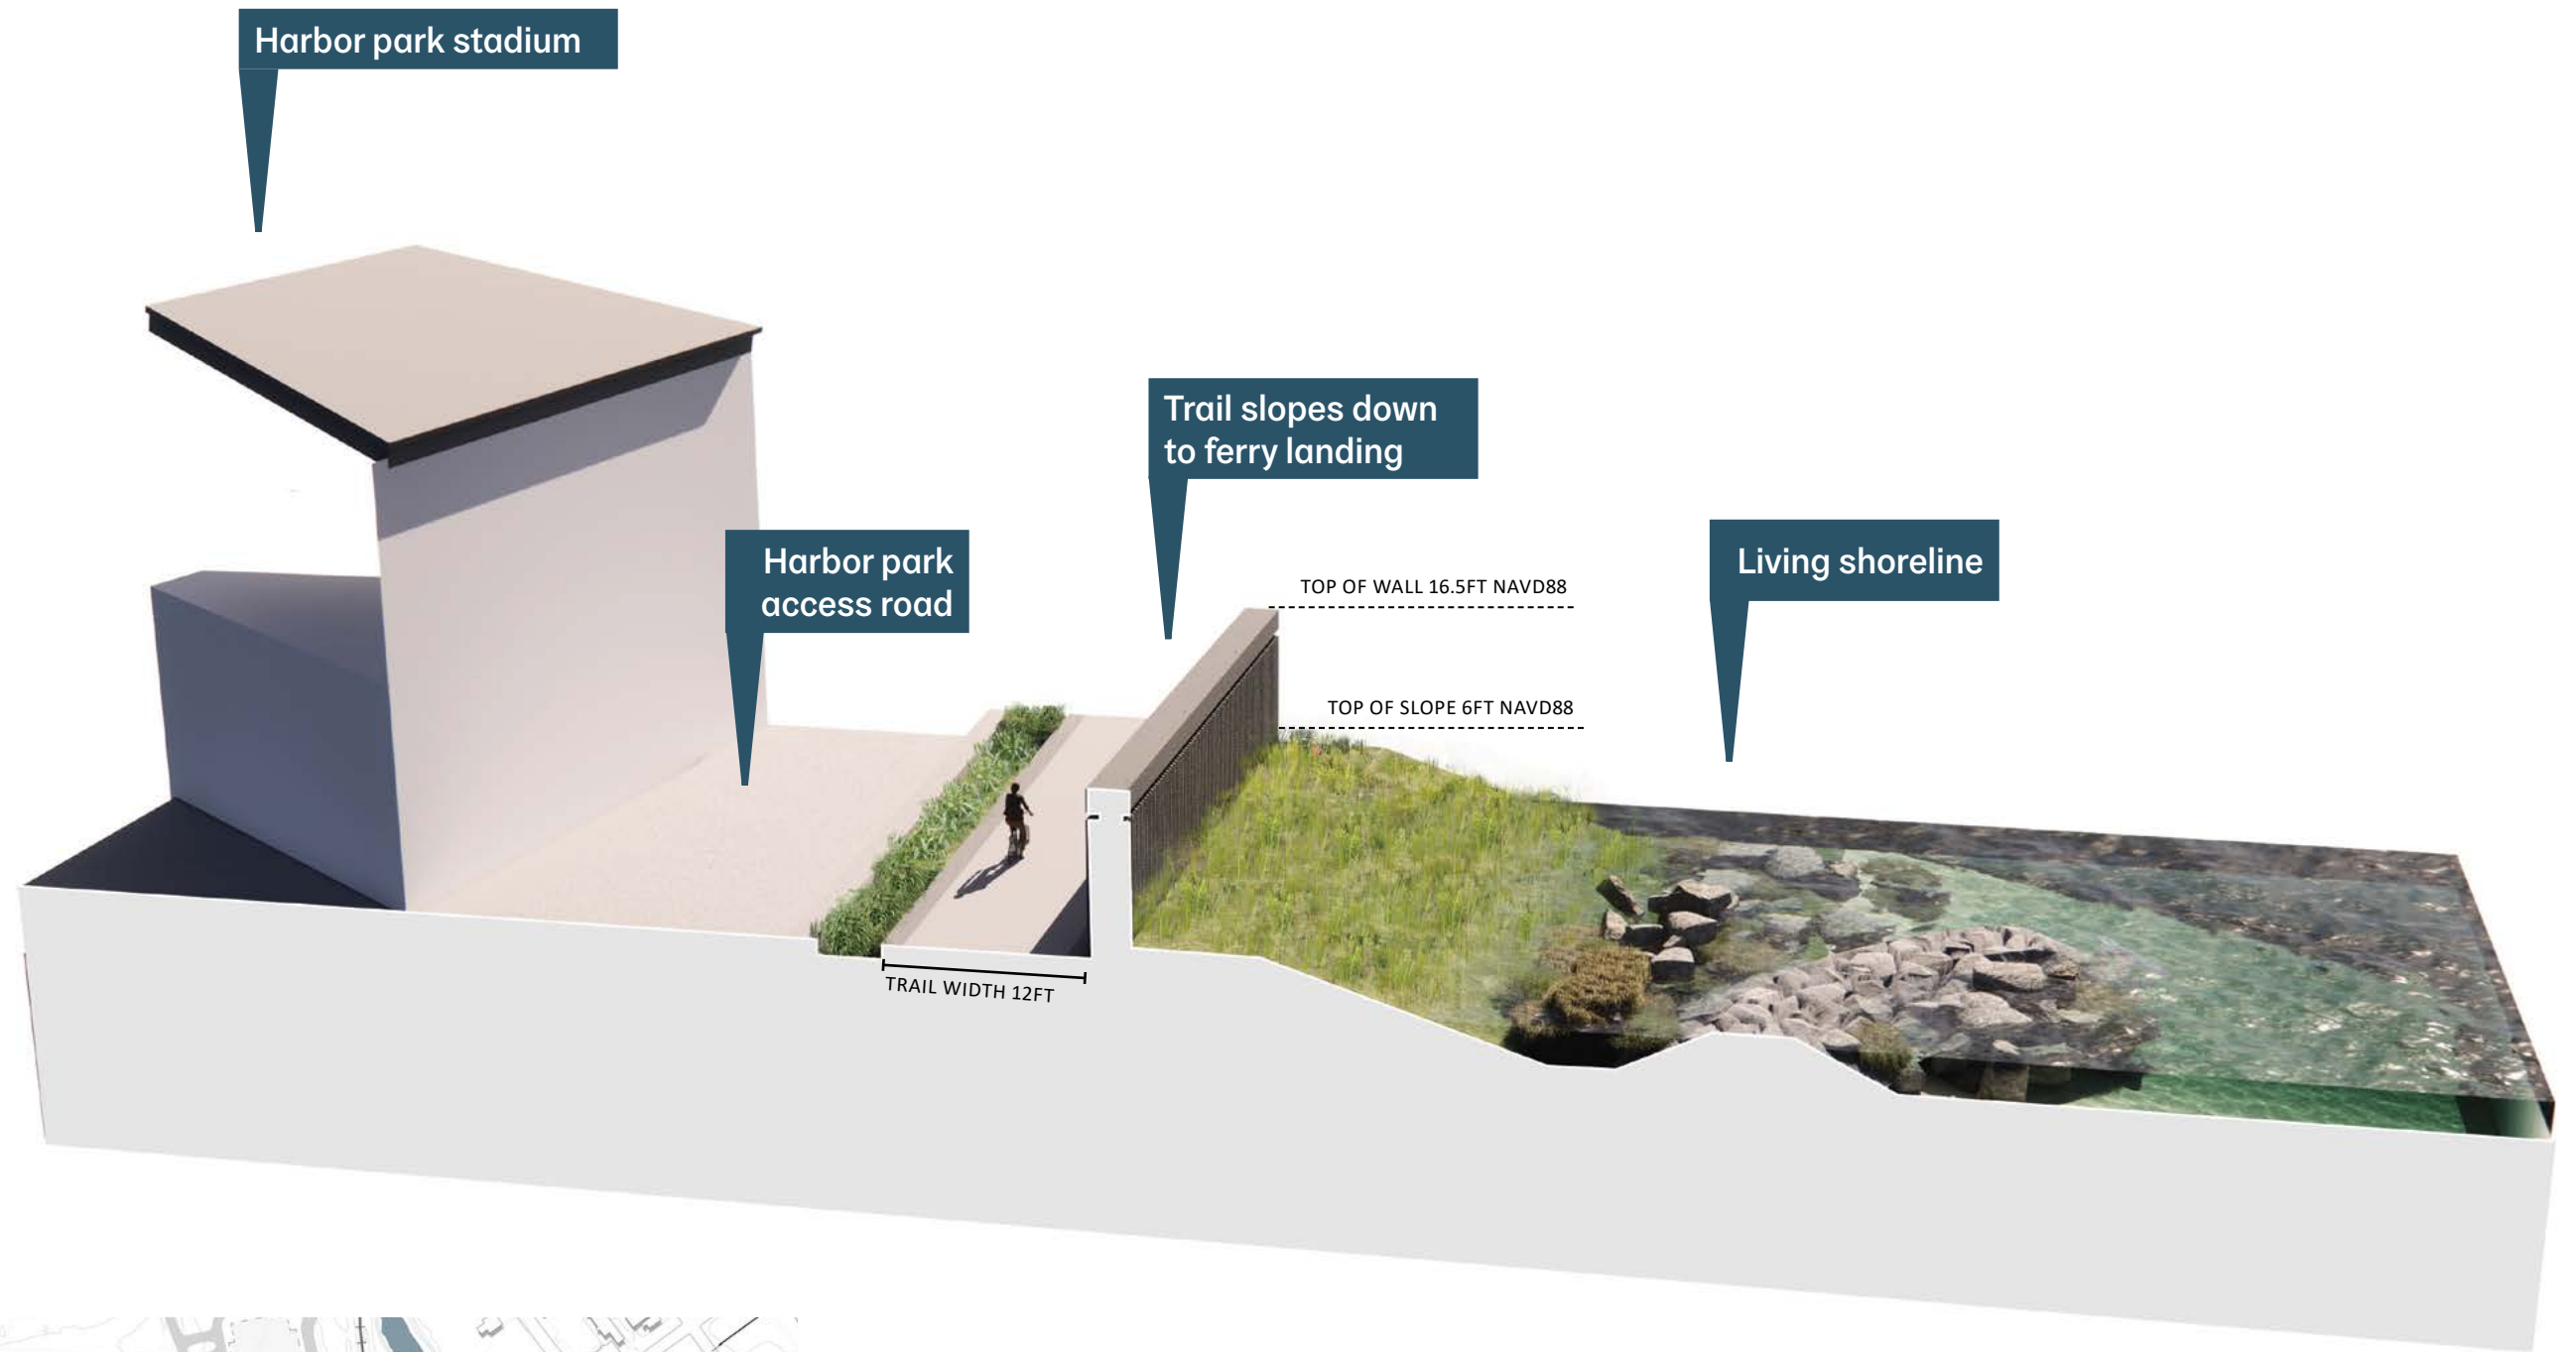 Harbor park stadium
Trail slopes down
to ferry landing
Harbor park
access road
Living shoreline
TOP OF WALL 16.5FT NAVD88
TOP OF SLOPE 6FT NAVD88
TRAIL WIDTH 12FT